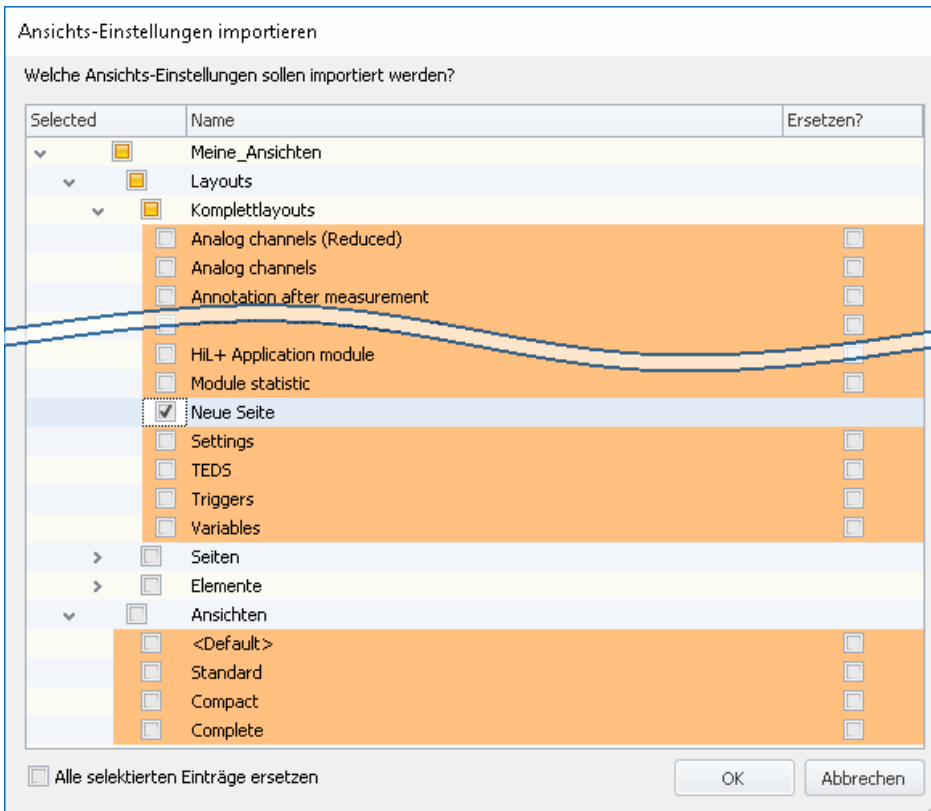 Ansichts-Einstellungen importieren
Welche Ansichts-Einstellungen sollen importiert werden?
Selected Name Ersetzen?
Meine_Ansichten
Layouts
Komplettlayouts
Analog channels (Reduced)
Analog channels
Annotation after measurement
HiL+ Application module
Module statistic
Neue Seite
Settings
TEDS
Triggers
Variables
Seiten
Elemente
Ansichten
<Default>
Standard
Compact
Complete
Alle selektierten Einträge ersetzen
OK Abbrechen